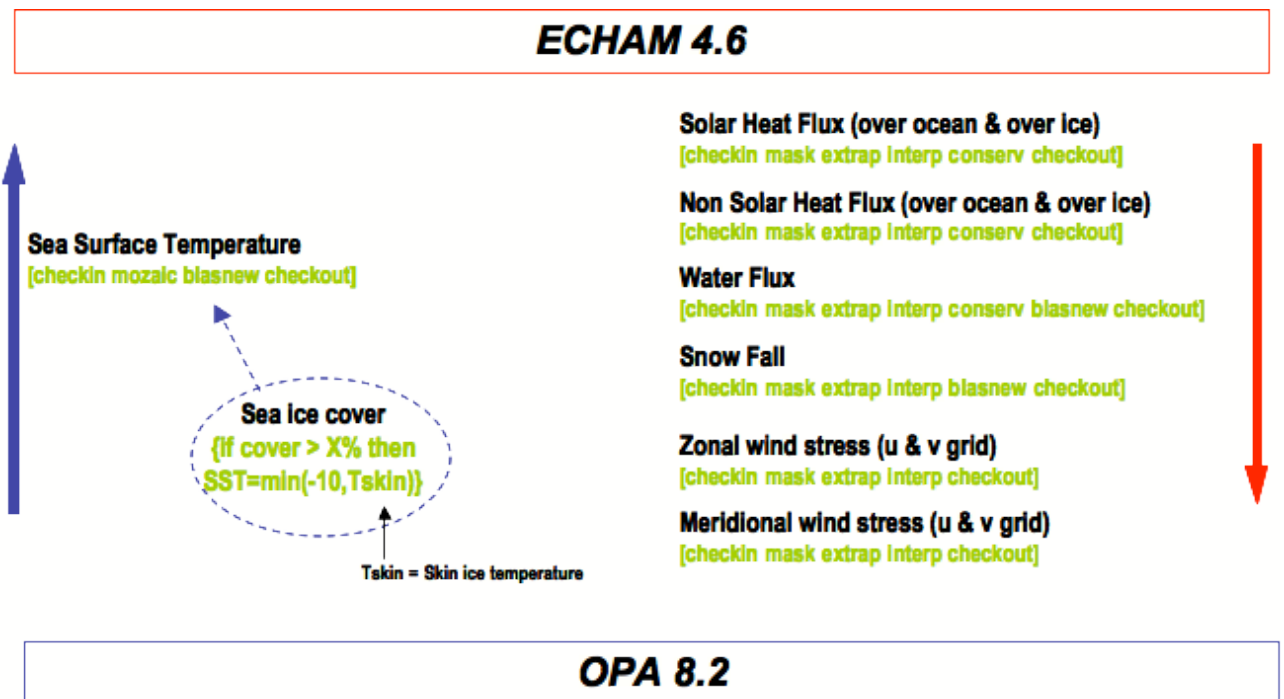 ECHAM 4.6
Solar Heat Flux (over ocean & over ice)
[checkin mask extrap interp conserv checkout]
Non Solar Heat Flux (over ocean & over ice)
[checkin mask extrap interp conserv checkout]
Sea Surface Temperature
[checkin mozaic blasnew checkout]
Water Flux
[checkin mask extrap interp conserv blasnew checkout]
Snow Fall
[checkin mask extrap interp blasnew checkout]
Sea ice cover
{if cover > X% then
SST=min(-10,Tskin)}
Zonal wind stress (u & v grid)
[checkin mask extrap interp checkout]
Meridional wind stress (u & v grid)
[checkin mask extrap interp checkout]
Tskin = Skin ice temperature
OPA 8.2